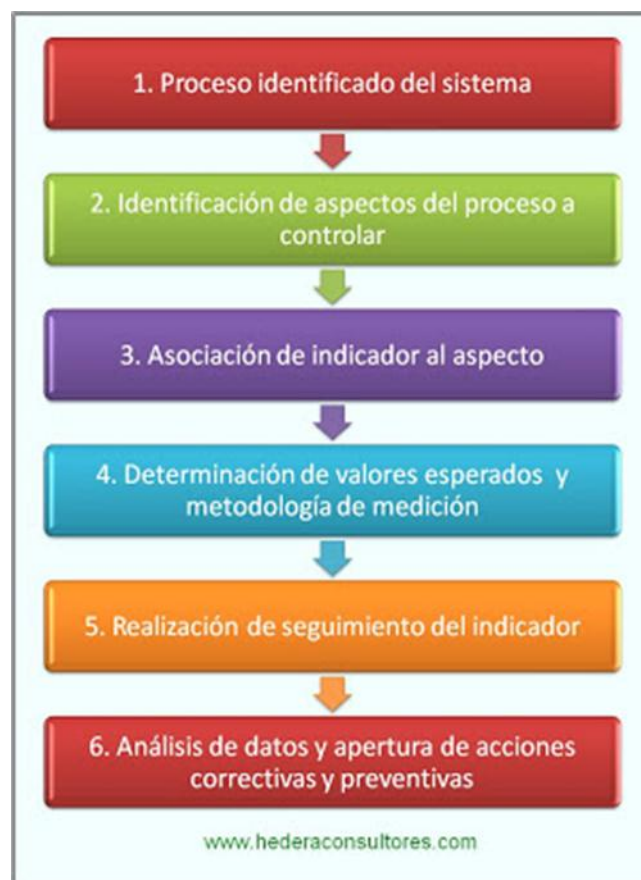 1. Proceso identificado del sistema
2. Identificación de aspectos del proceso a
controlar
3. Asociación de indicador al aspecto
4. Determinación de valores esperados y
metodología de medición
5. Realización de seguimiento del indicador
6. Análisis de datos y apertura de acciones
correctivas y preventivas
www.hederaconsultores.com